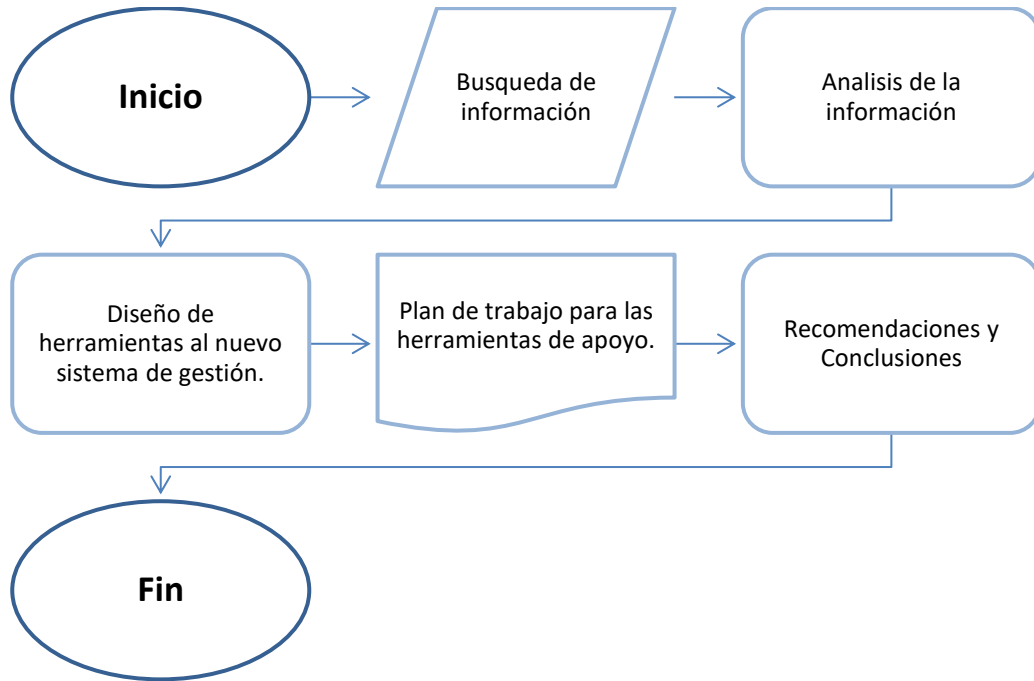 Inicio
Busqueda de
información
Analisis de la
información
Diseño de
herramientas al nuevo
sistema de gestión.
Plan de trabajo para las
herramientas de apoyo.
Recomendaciones y
Conclusiones
Fin